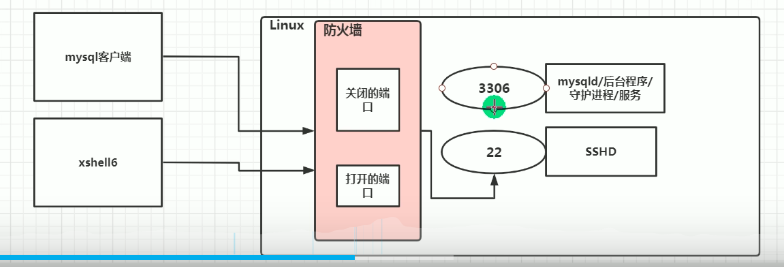 Linux
防火墙
mysql客户端
关闭的端
口
3306
mysqld/后台程序/
守护进程/服务
xshell6
打开的端
口
22
SSHD